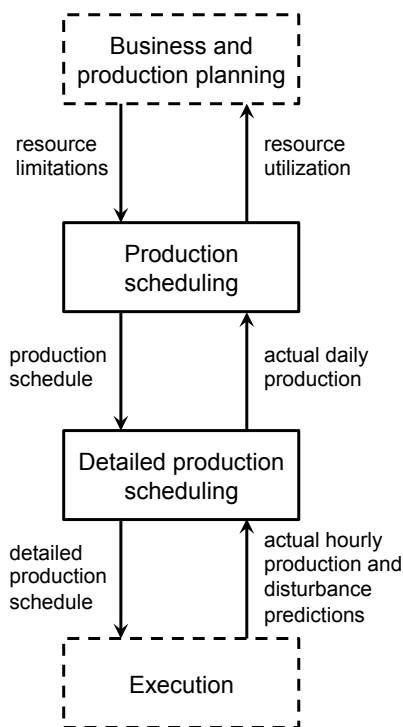 Business and
production planning
resource
limitations
resource
utilization
Production
scheduling
production
schedule
actual daily
production
Detailed production
scheduling
detailed
production
schedule
actual hourly
production and
disturbance
predictions
Execution